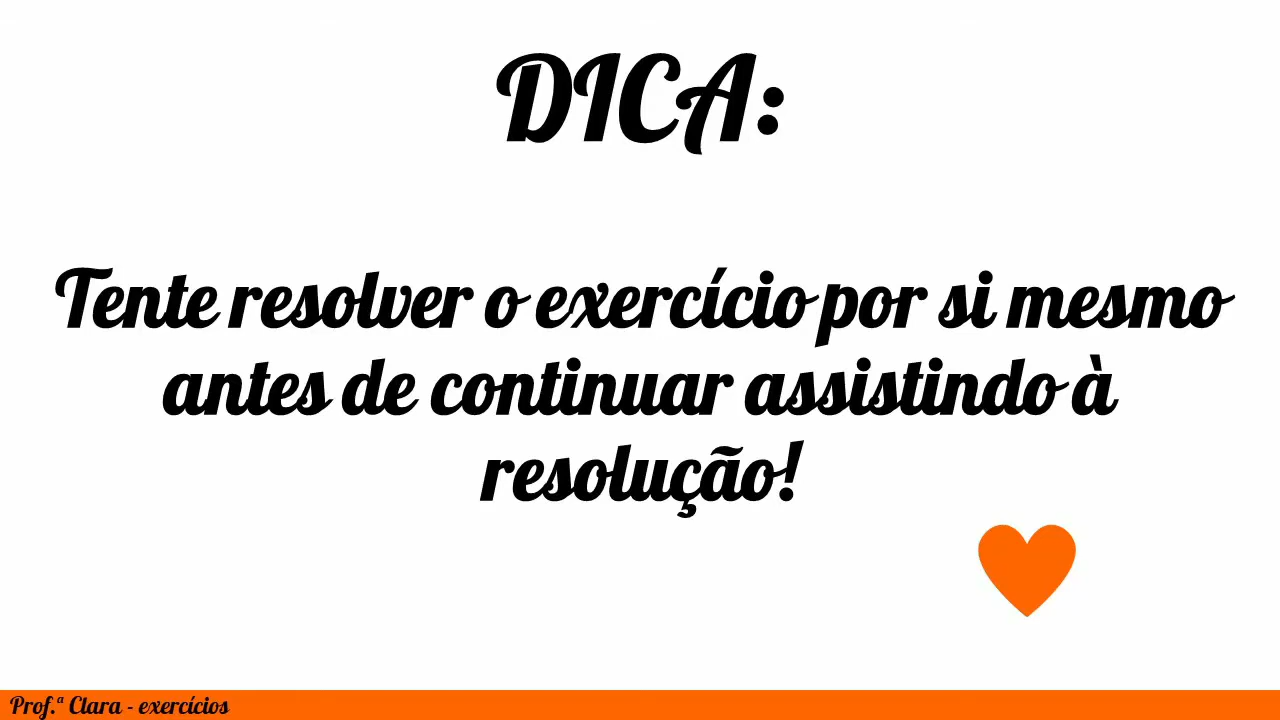 DICA:
Tente resolver o exercício por si mesmo
antes de continuar assistindo à
resolução!
Prof.ª Clara - exercícios